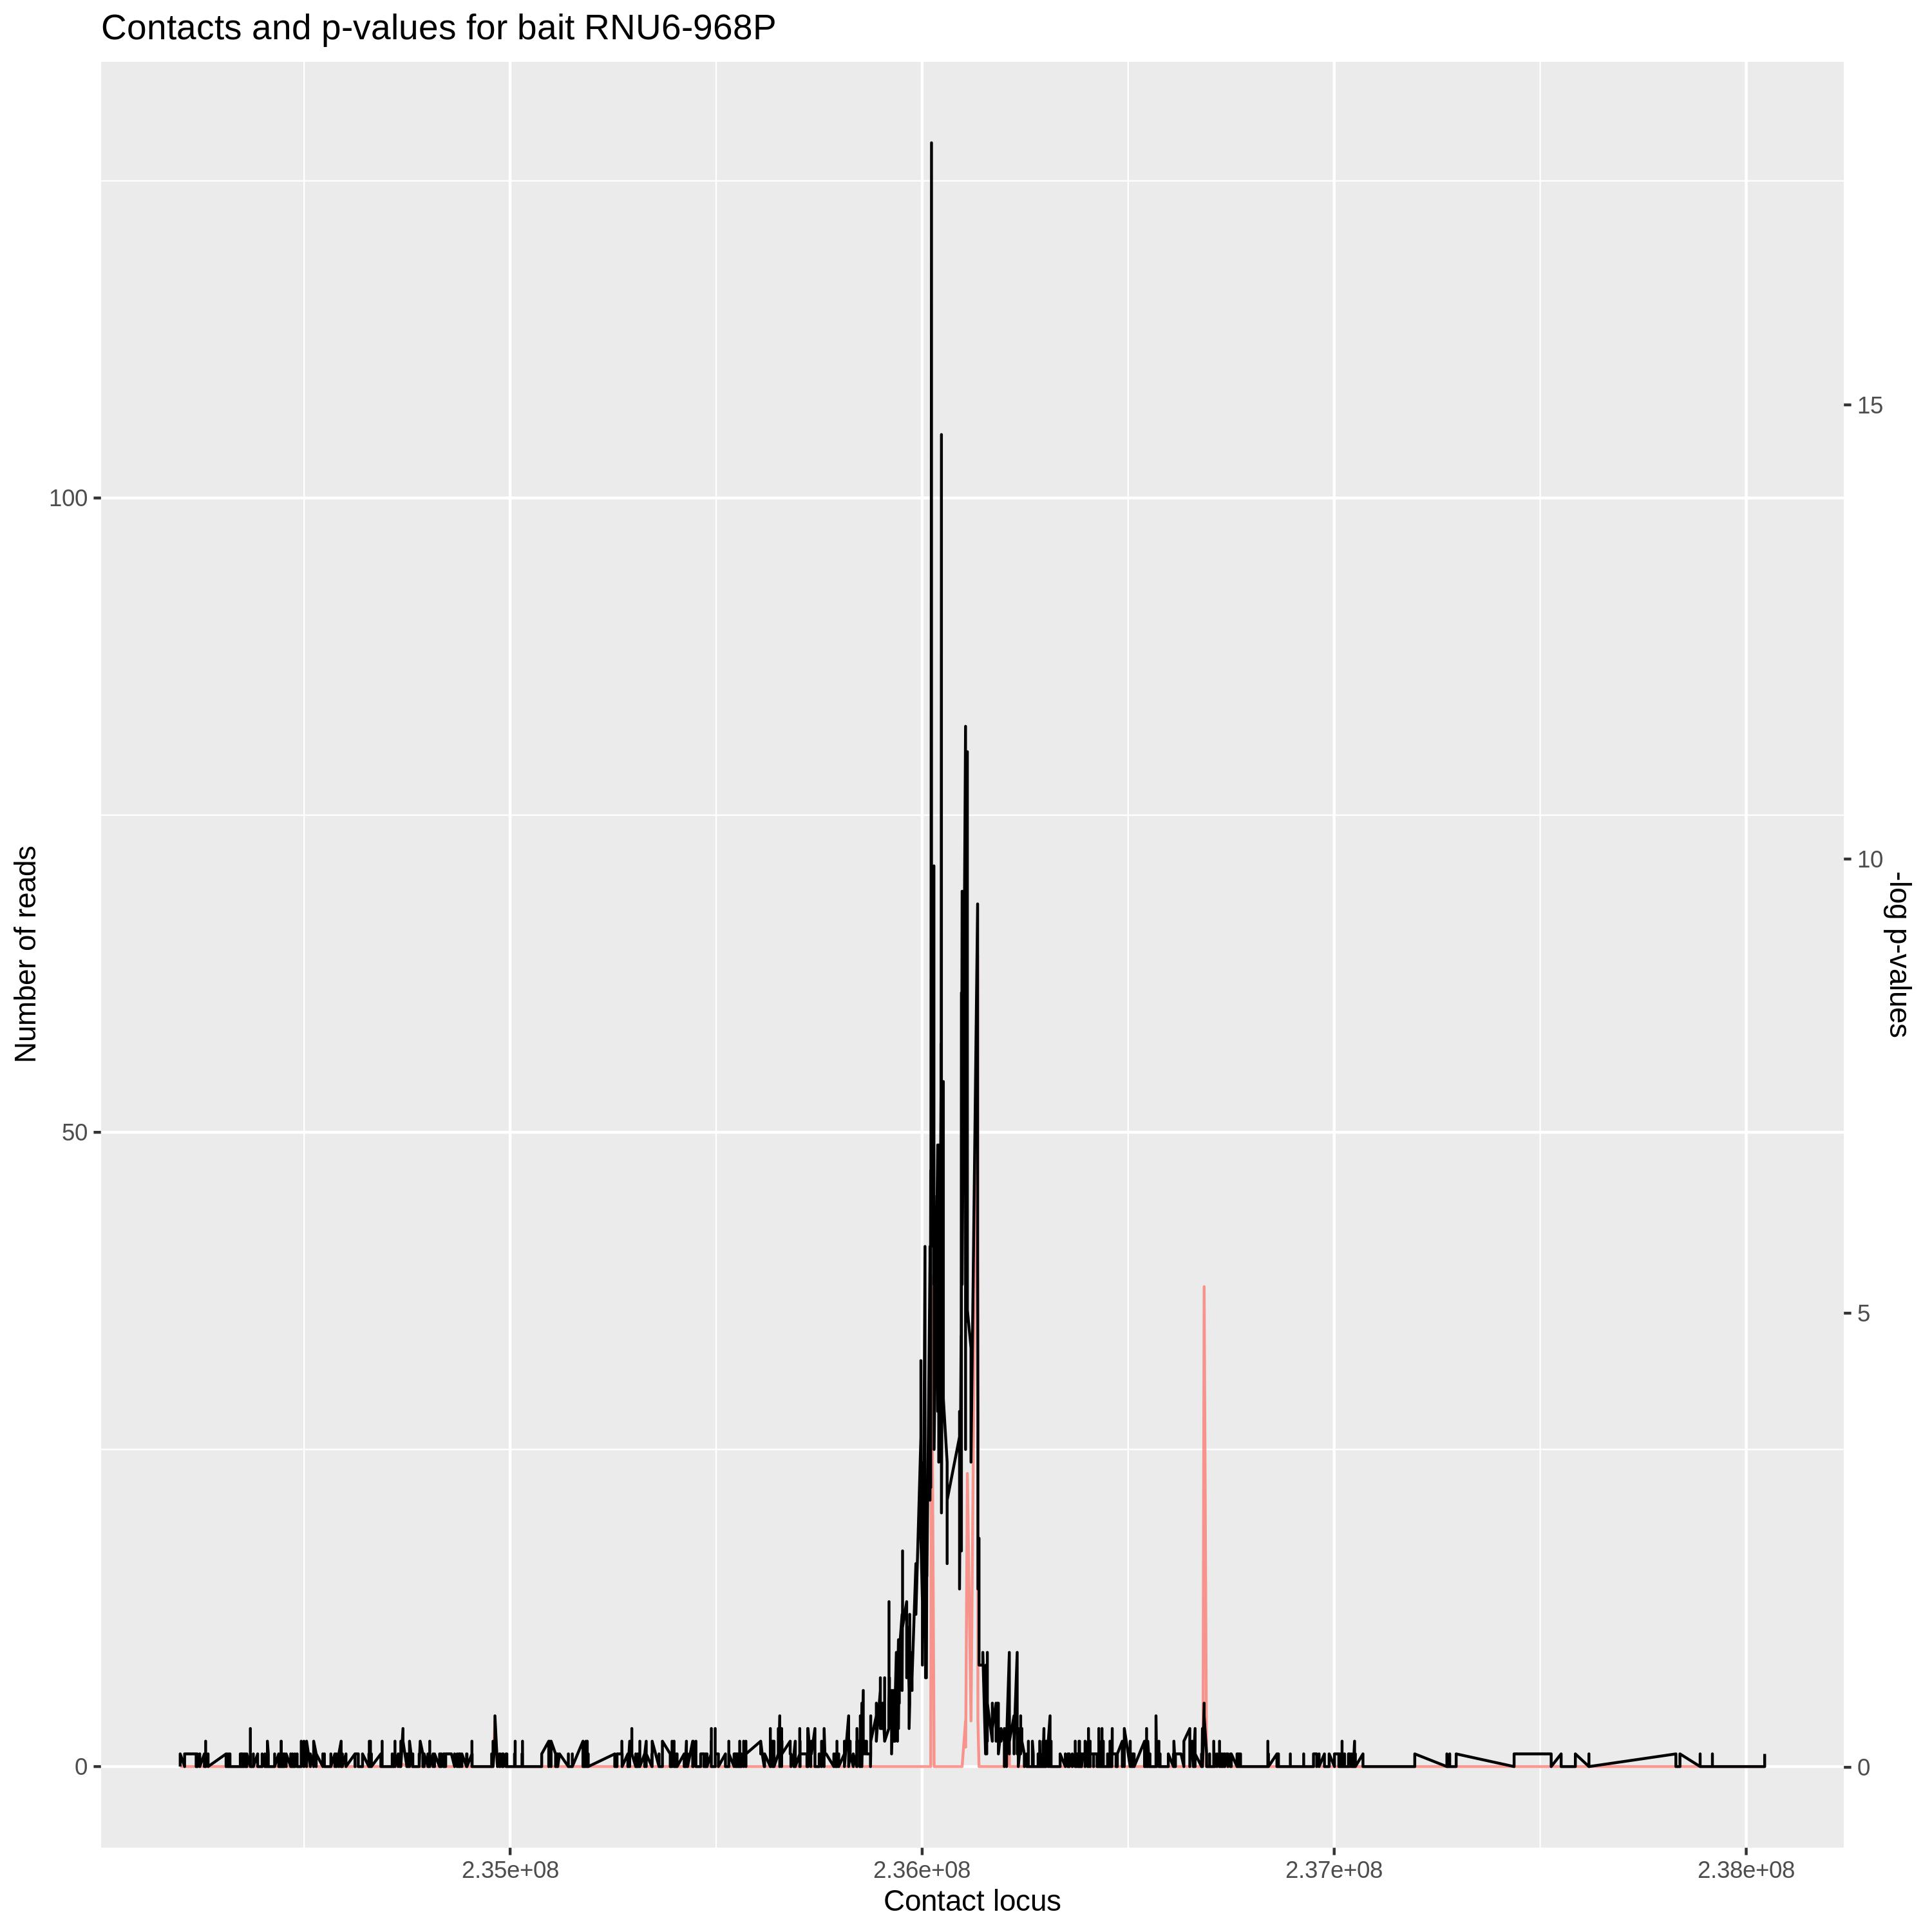 Contacts and p-values for bait RNU6-968P
Number of reads
100
50
0
15
10
5
0
-log p-values
2.35e+08
2.36e+08
2.37e+08
2.38e+08
Contact locus